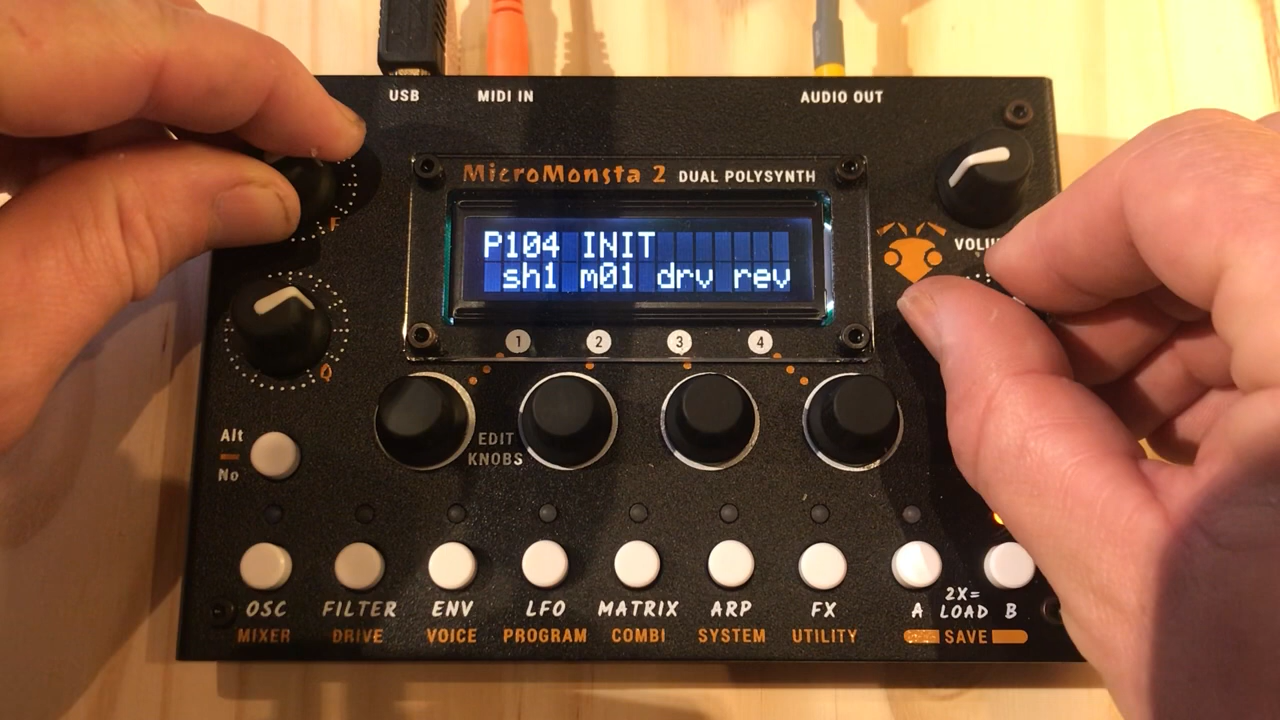 USB MIDI IN AUDIO OUT
MicroMonsta 2 DUAL POLYSYNTH
F
P104 INIT
sh1 m01 drv rev
1 2 3 4
Q
Alt
No
EDIT
KNOBS
OSC FILTER ENV LFO MATRIX ARP FX A 2X= LOAD B
MIXER DRIVE VOICE PROGRAM COMBI SYSTEM UTILITY SAVE